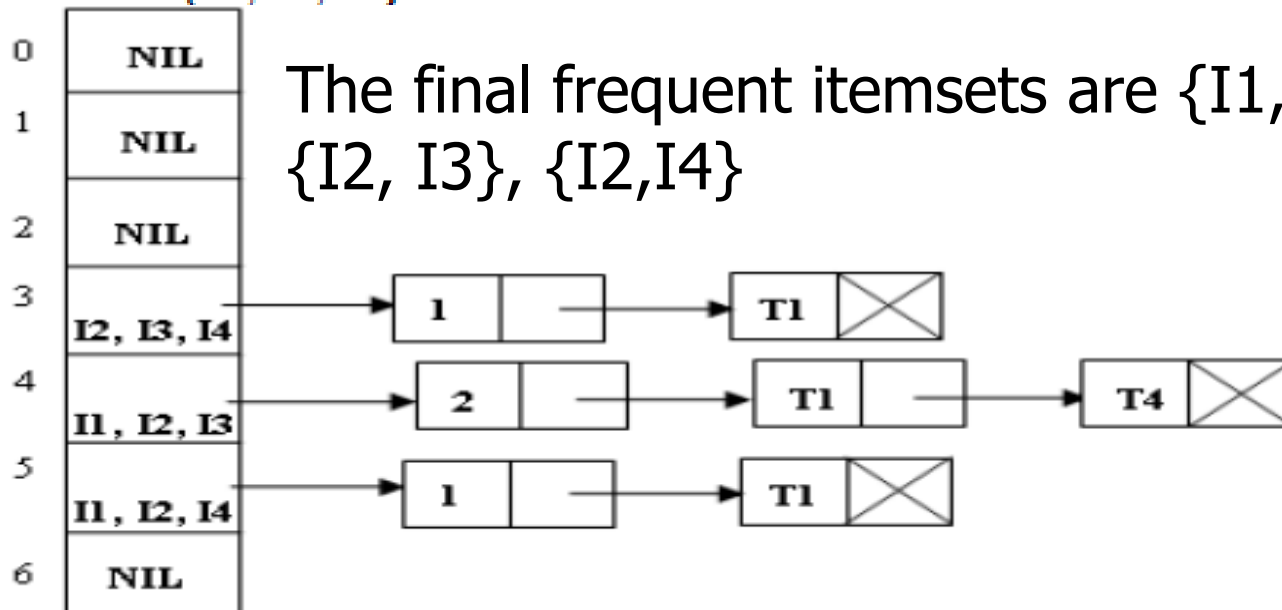 0 NIL
The final frequent itemsets are {I1,
1 NIL
{I2, I3}, {I2,I4}
2 NIL
3 I2, I3, I4 1 T1
4 I1, I2, I3 2 T1 T4
5 I1, I2, I4 1 T1
6 NIL